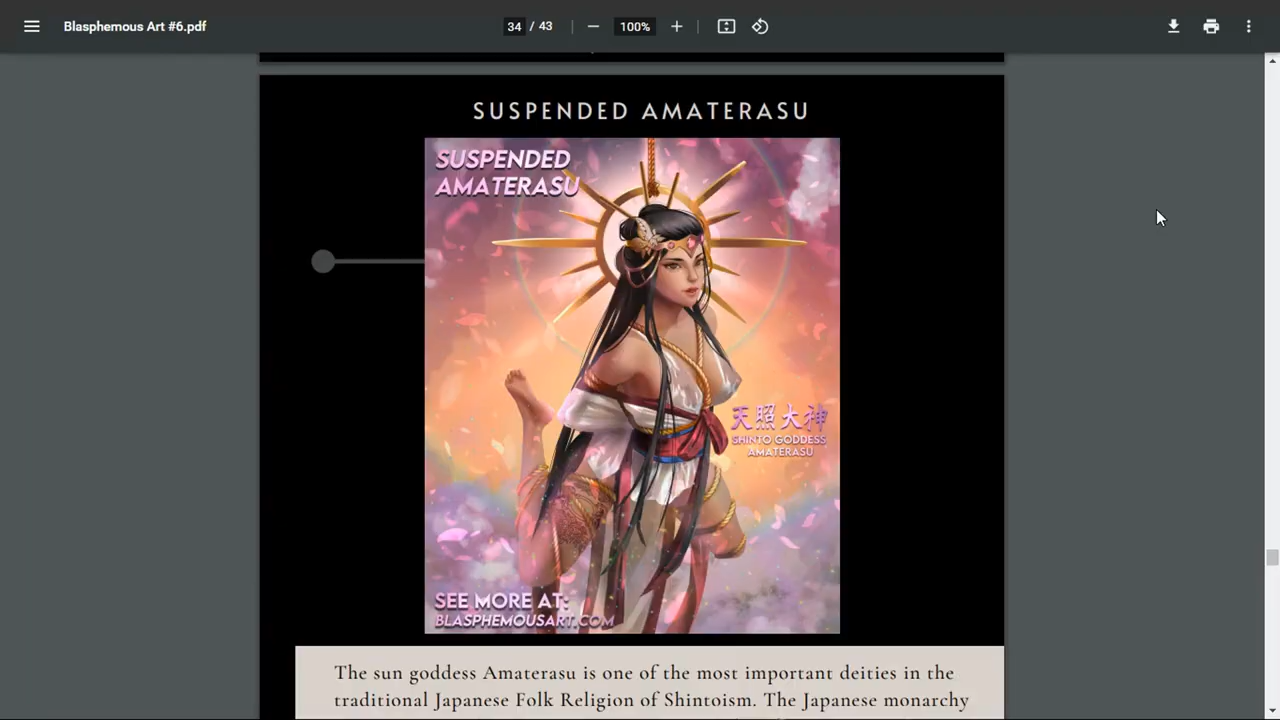 Blasphemous Art #6.pdf
34 / 43
100%
SUSPENDED AMATERASU
SUSPENDED
AMATERASU
天照大神
SHINTO GODDESS
AMATERASU
SEE MORE AT:
BLASPHEMOUSART.COM
The sun goddess Amaterasu is one of the most important deities in the
traditional Japanese Folk Religion of Shintoism. The Japanese monarchy